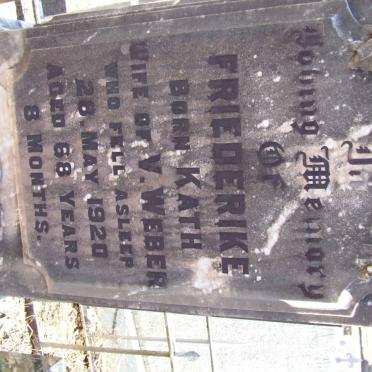 In
Loving Memory
Of
FRIEDERIKE
BORN KATH
WIFE OF V. WEBER
WHO FELL ASLEEP
28 MAY 1920
AGED 68 YEARS
8 MONTHS.